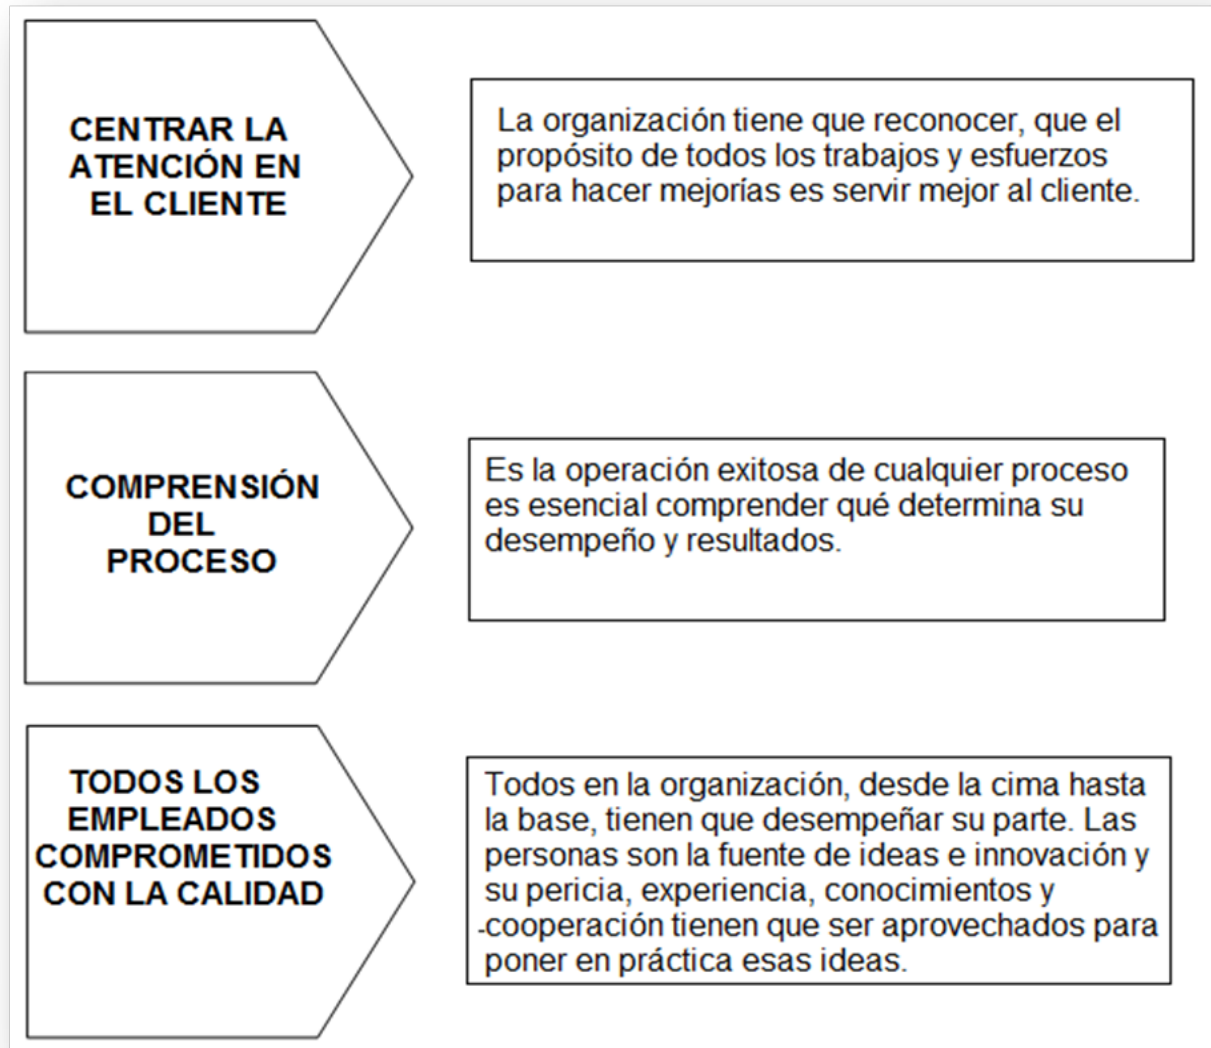 CENTRAR LA
ATENCIÓN EN
EL CLIENTE
La organización tiene que reconocer, que el
propósito de todos los trabajos y esfuerzos
para hacer mejorías es servir mejor al cliente.
COMPRENSIÓN
DEL
PROCESO
Es la operación exitosa de cualquier proceso
es esencial comprender qué determina su
desempeño y resultados.
TODOS LOS
EMPLEADOS
COMPROMETIDOS
CON LA CALIDAD
Todos en la organización, desde la cima hasta
la base, tienen que desempeñar su parte. Las
personas son la fuente de ideas e innovación y
su pericia, experiencia, conocimientos y
-cooperación tienen que ser aprovechados para
poner en práctica esas ideas.